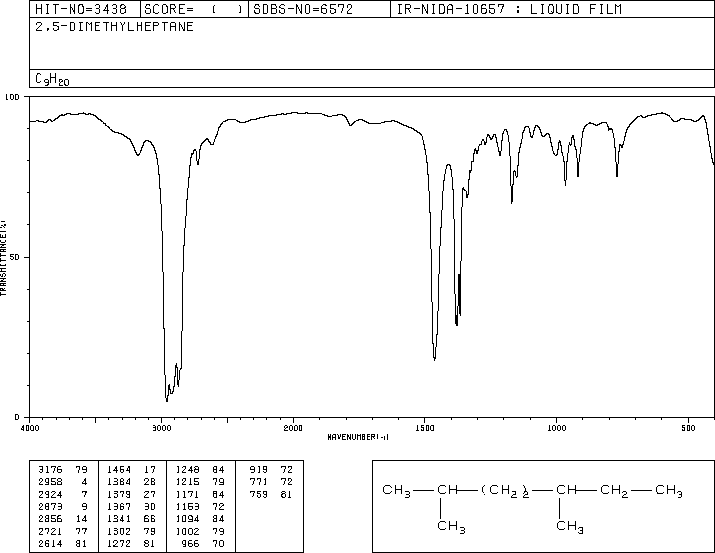 HIT-NO=3438 SCORE= ( ) SDBS-NO=6572 IR-NIDA-10657 : LIQUID FILM
2,5-DIMETHYLHEPTANE
C9H20
100
50
0
TRANSMITTANCE(%)
4000 3000 2000 1500 1000 500
WAVENUMBER(-1)
3176 79 1464 17 1248 84 919 72
2958 4 1384 28 1215 79 771 72
2924 7 1379 27 1171 64 759 81
2873 9 1367 30 1153 72
2856 14 1341 66 1094 84
2721 77 1302 79 1002 79
2614 81 1272 81 966 70
CH3—CH—(CH2)2—CH—CH2—CH3
CH3 CH3